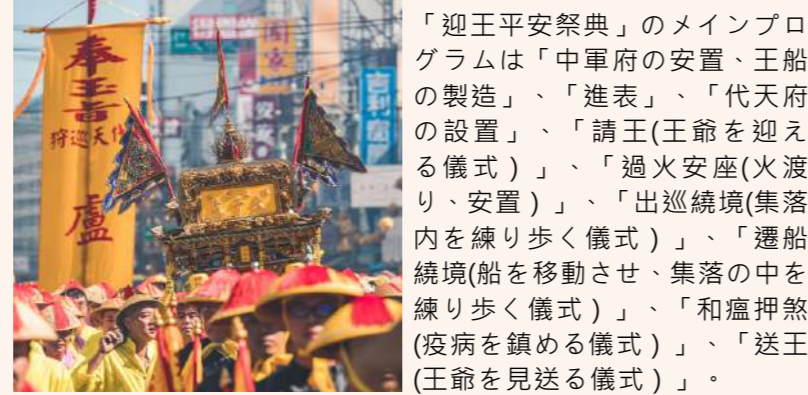 奉玉旨
代天巡狩
盧
「迎王平安祭典」のメインプロ
グラムは「中軍府の安置、王船
の製造」、「進表」、「代天府
の設置」、「請王(王爺を迎え
る儀式）」、「過火安座(火渡
り、安置）」、「出巡繞境(集落
内を練り歩く儀式）」、「遷船
繞境(船を移動させ、集落の中を
練り歩く儀式）」、「和瘟押煞
(疫病を鎮める儀式）」、「送王
(王爺を見送る儀式）」。